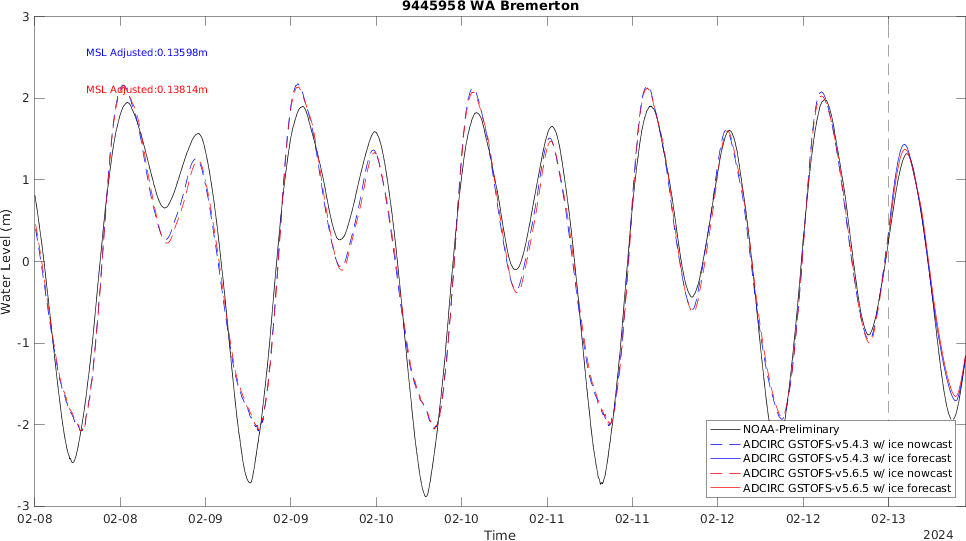 9445958 WA Bremerton
MSL Adjusted:0.13598m
MSL Adjusted:0.13814m
Water Level (m)
3
2
1
0
-1
-2
-3
NOAA-Preliminary
ADCIRC GSTOFS-v5.4.3 w/ ice nowcast
ADCIRC GSTOFS-v5.4.3 w/ ice forecast
ADCIRC GSTOFS-v5.6.5 w/ ice nowcast
ADCIRC GSTOFS-v5.6.5 w/ ice forecast
02-08 02-08 02-09 02-09 02-10 02-10 02-11 02-11 02-12 02-12 02-13
Time
2024